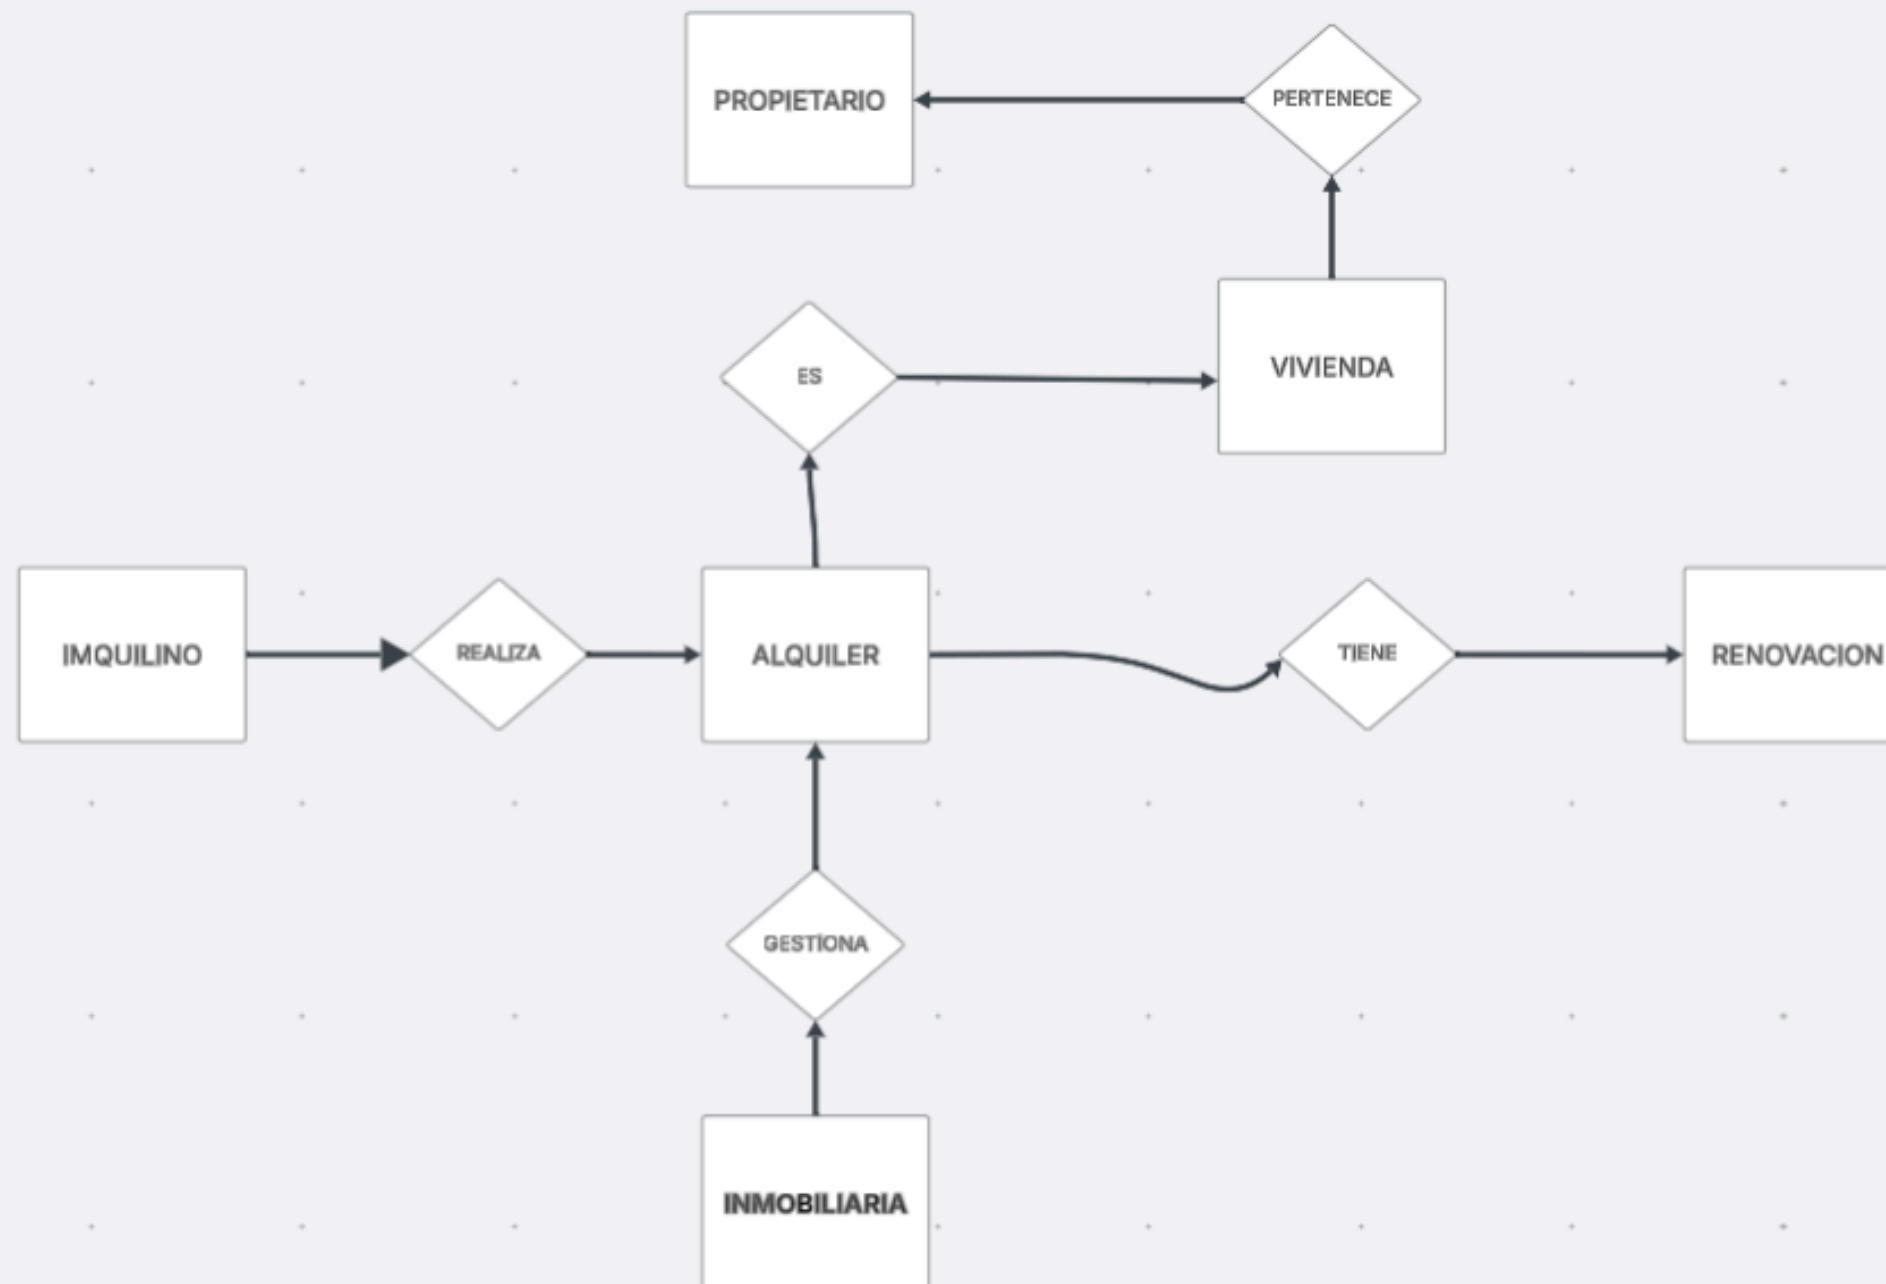 PROPIETARIO
PERTENECE
ES
VIVIENDA
IMQUILINO
REALIZA
ALQUILER
TIENE
RENOVACION
GESTIONA
INMOBILIARIA